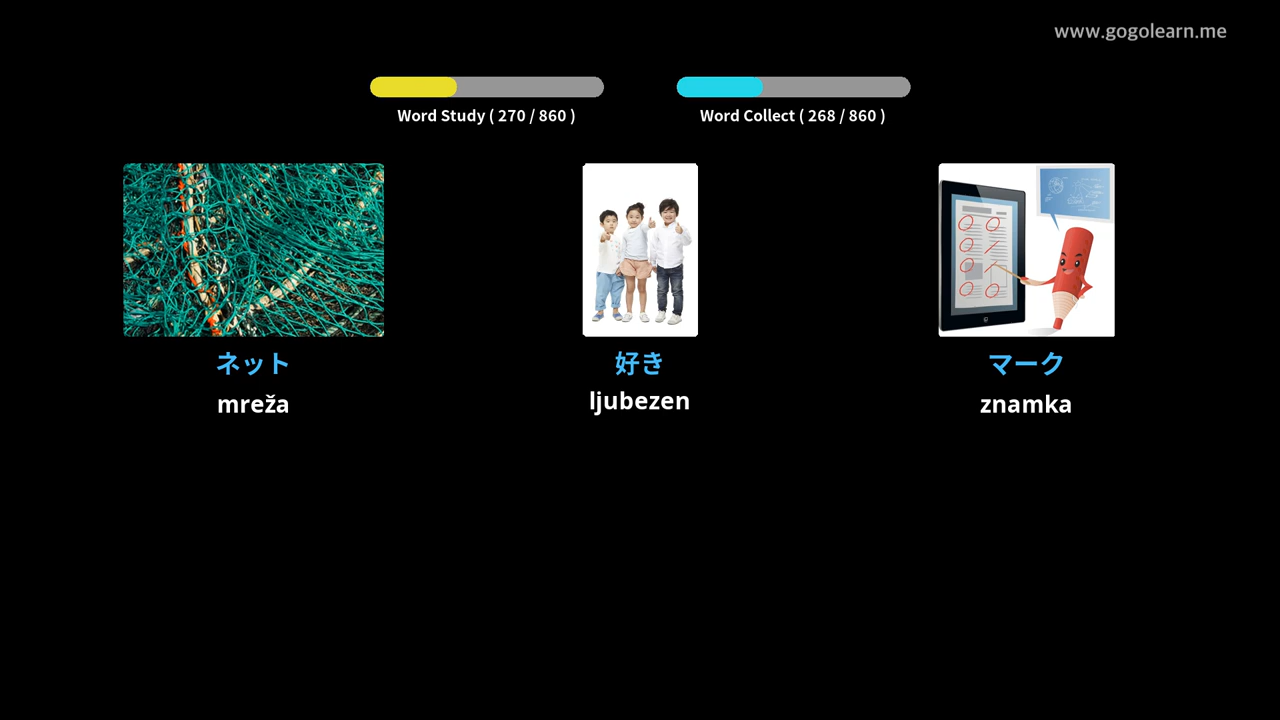 www.gogolearn.me
Word Study ( 270 / 860 )
Word Collect ( 268 / 860 )
ネット
好き
マーク
mreža
ljubezen
znamka